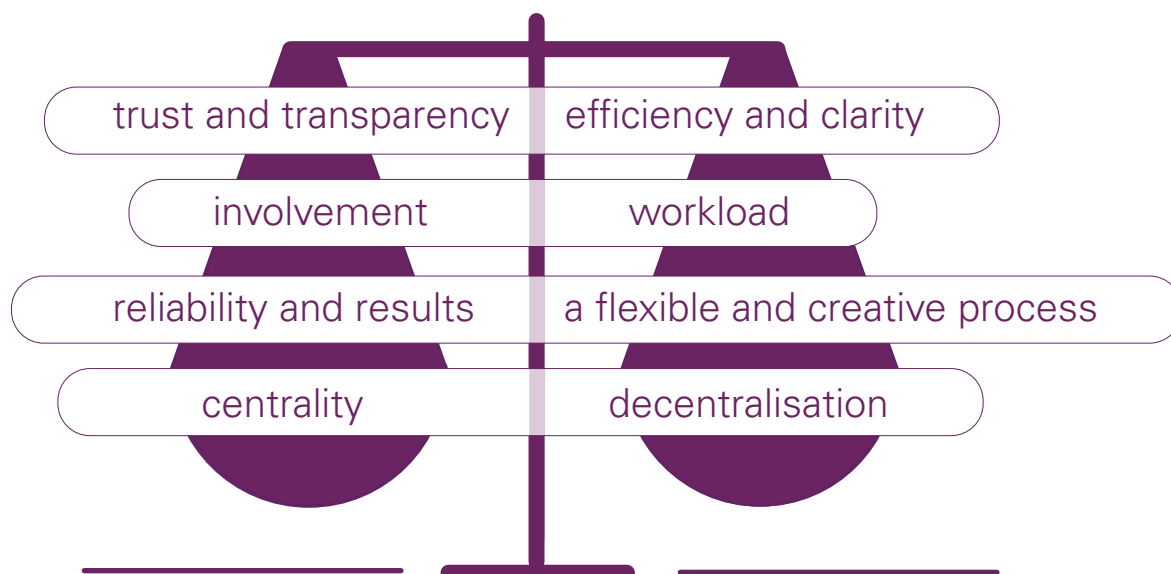 trust and transparency efficiency and clarity
involvement workload
reliability and results a flexible and creative process
centrality decentralisation